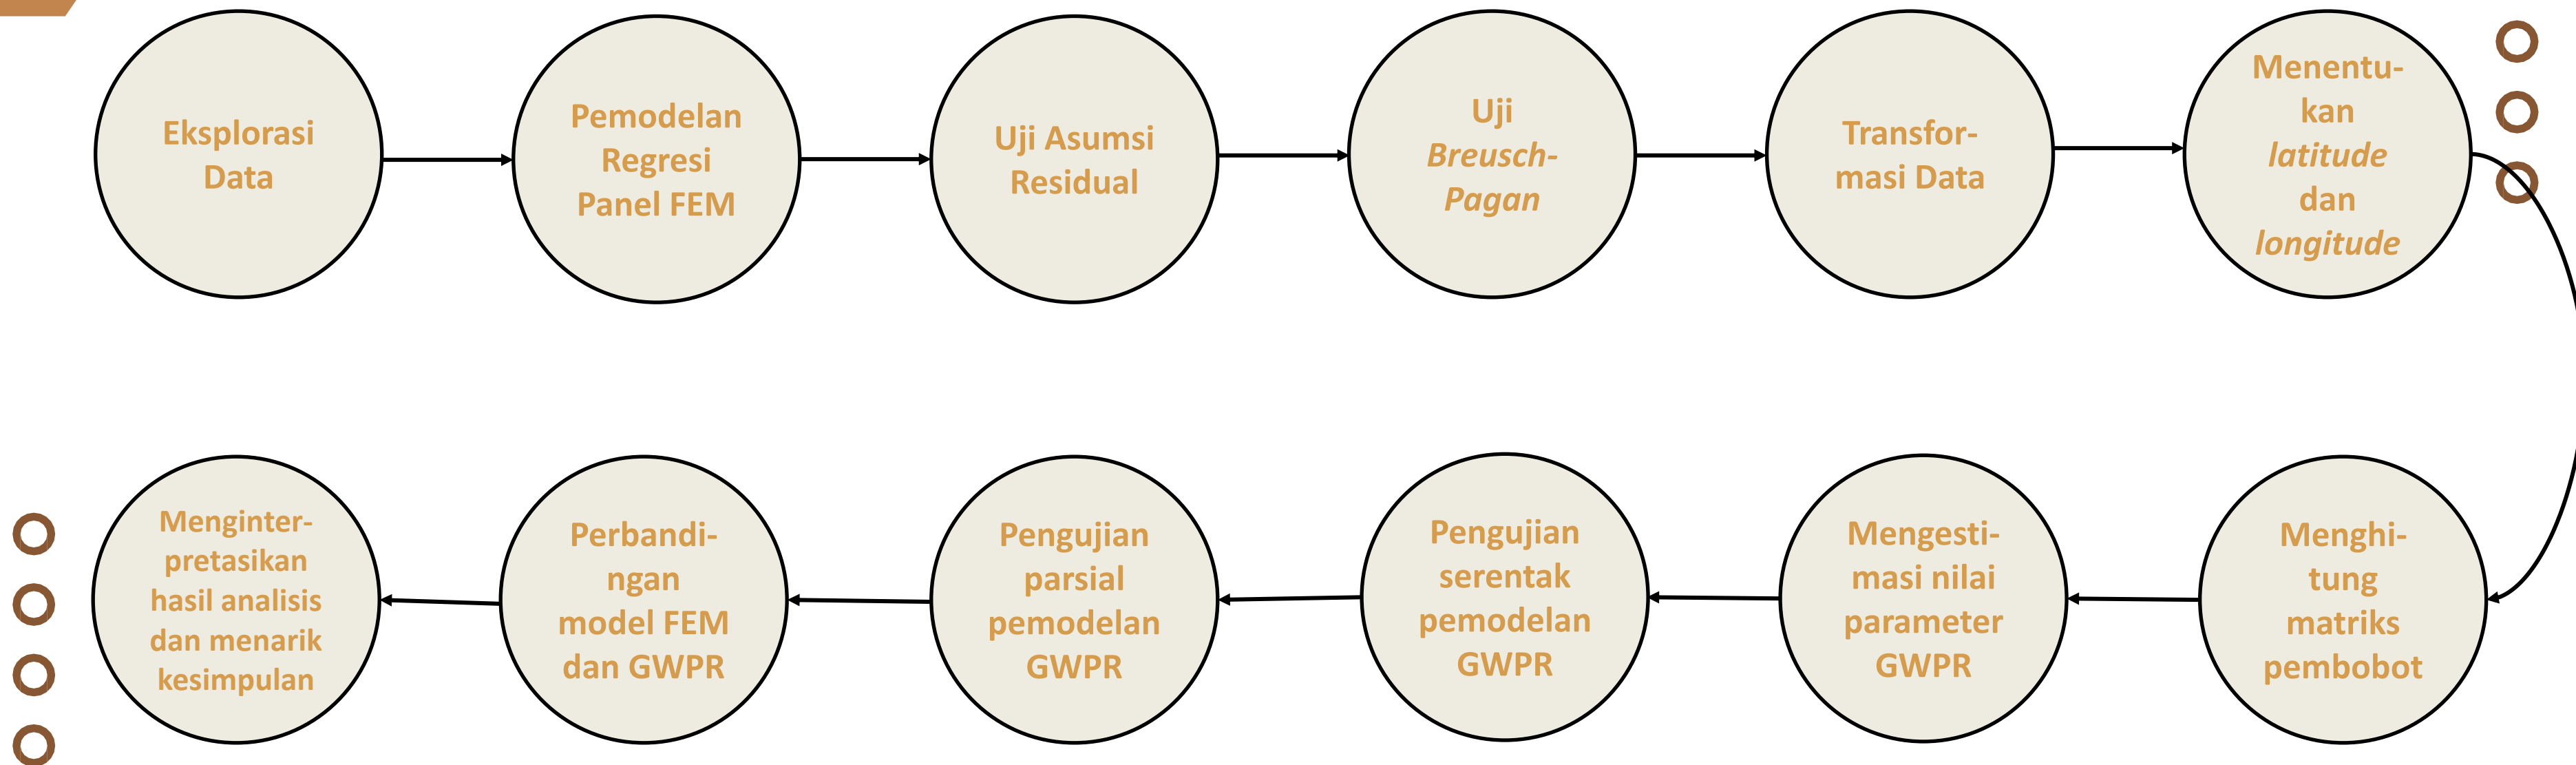 Eksplorasi
Data
Pemodelan
Regresi
Panel FEM
Uji Asumsi
Residual
Uji
Breusch-
Pagan
Transfor-
masi Data
Menentu-
kan
latitude
dan
longitude
Menghi-
tung
matriks
pembobot
Mengesti-
masi nilai
parameter
GWPR
Pengujian
serentak
pemodelan
GWPR
Pengujian
parsial
pemodelan
GWPR
Perbandi-
ngan
model FEM
dan GWPR
Menginter-
pretasikan
hasil analisis
dan menarik
kesimpulan